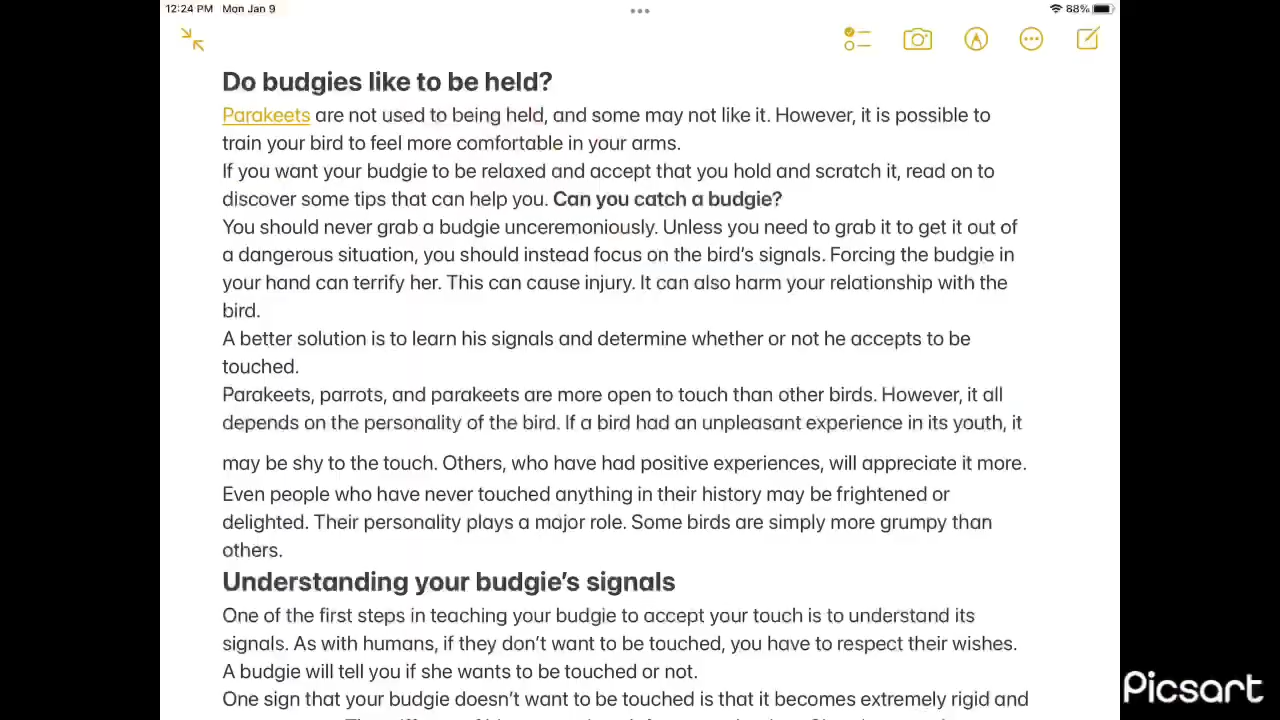 12:24 PM Mon Jan 9
88%
Do budgies like to be held?
Parakeets are not used to being held, and some may not like it. However, it is possible to
train your bird to feel more comfortable in your arms.
If you want your budgie to be relaxed and accept that you hold and scratch it, read on to
discover some tips that can help you. Can you catch a budgie?
You should never grab a budgie unceremoniously. Unless you need to grab it to get it out of
a dangerous situation, you should instead focus on the bird's signals. Forcing the budgie in
your hand can terrify her. This can cause injury. It can also harm your relationship with the
bird.
A better solution is to learn his signals and determine whether or not he accepts to be
touched.
Parakeets, parrots, and parakeets are more open to touch than other birds. However, it all
depends on the personality of the bird. If a bird had an unpleasant experience in its youth, it
may be shy to the touch. Others, who have had positive experiences, will appreciate it more.
Even people who have never touched anything in their history may be frightened or
delighted. Their personality plays a major role. Some birds are simply more grumpy than
others.
Understanding your budgie's signals
One of the first steps in teaching your budgie to accept your touch is to understand its
signals. As with humans, if they don't want to be touched, you have to respect their wishes.
A budgie will tell you if she wants to be touched or not.
One sign that your budgie doesn't want to be touched is that it becomes extremely rigid and
Picsart